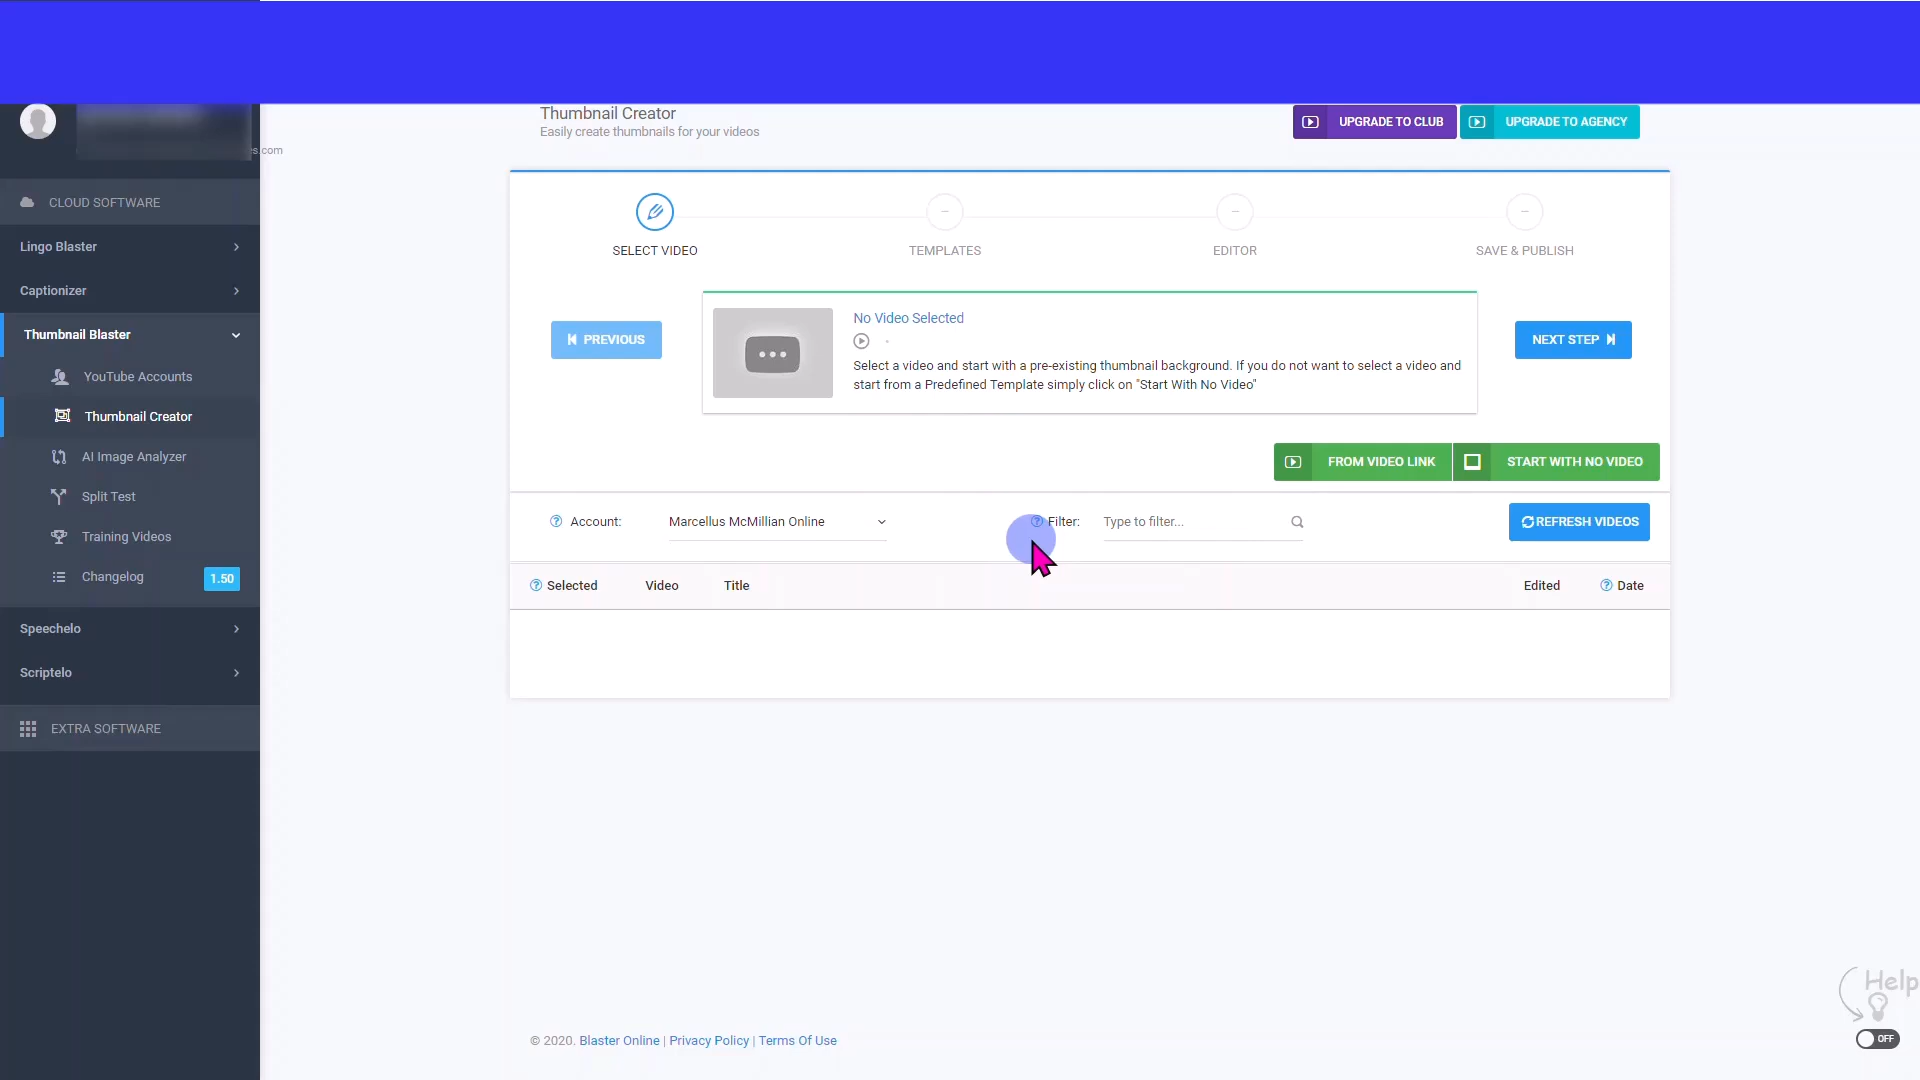 Thumbnail Creator
Easily create thumbnails for your videos
UPGRADE TO CLUB
UPGRADE TO AGENCY
s.com
CLOUD SOFTWARE
Lingo Blaster
Captionizer
Thumbnail Blaster
YouTube Accounts
Thumbnail Creator
AI Image Analyzer
Split Test
Training Videos
Changelog 1.50
Speechelo
Scriptelo
EXTRA SOFTWARE
SELECT VIDEO
TEMPLATES
EDITOR
SAVE & PUBLISH
PREVIOUS
No Video Selected
Select a video and start with a pre-existing thumbnail background. If you do not want to select a video and
start from a Predefined Template simply click on "Start With No Video"
NEXT STEP
FROM VIDEO LINK
START WITH NO VIDEO
Account: Marcellus McMillian Online
Filter: Type to filter...
REFRESH VIDEOS
Selected Video Title Edited Date
Help
OFF
© 2020. Blaster Online | Privacy Policy | Terms Of Use